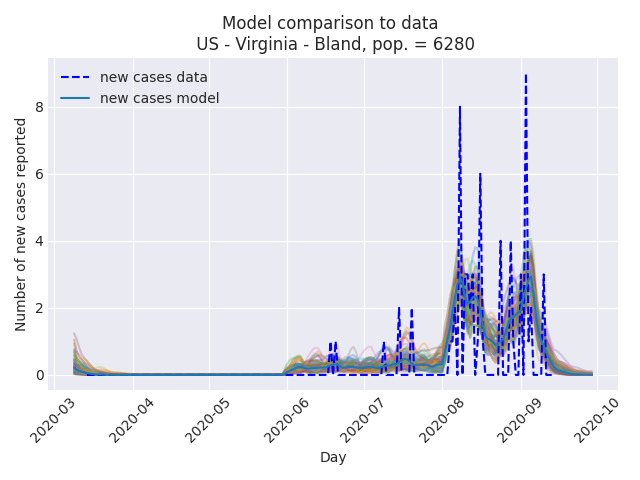 Model comparison to data
US - Virginia - Bland, pop. = 6280
new cases data
new cases model
Number of new cases reported
8
6
4
2
0
2020-03
2020-04
2020-05
2020-06
2020-07
2020-08
2020-09
2020-10
Day